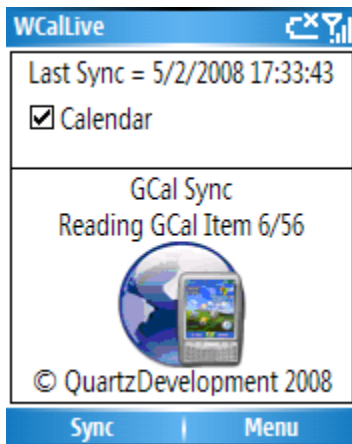 WCalLive
Last Sync = 5/2/2008 17:33:43
Calendar
GCal Sync
Reading GCal Item 6/56
© QuartzDevelopment 2008
Sync Menu